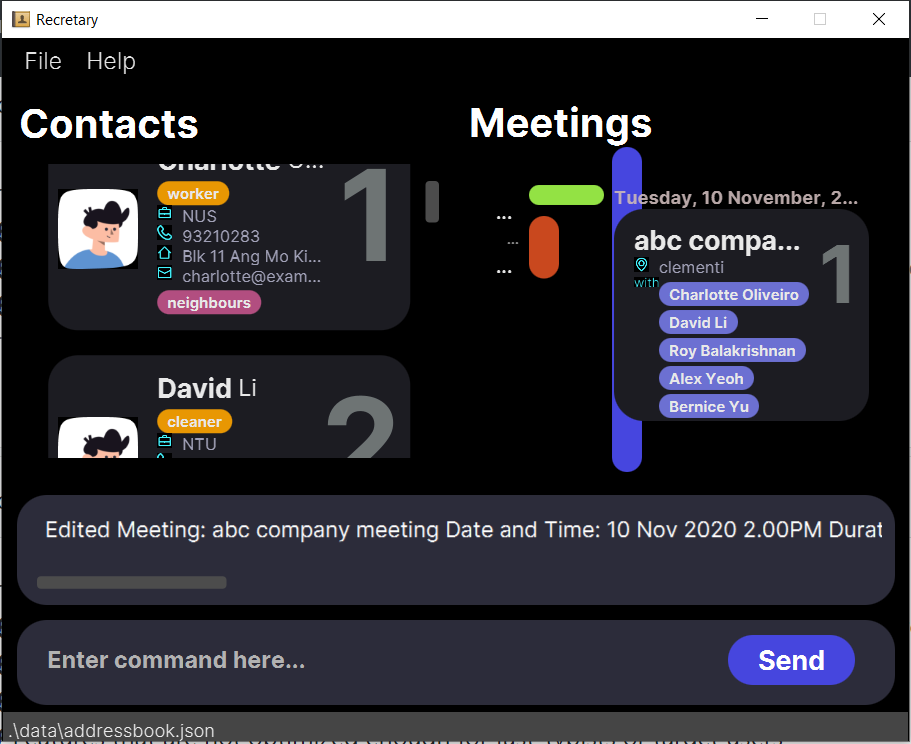 Recretary
File Help
Contacts
Meetings
Charlotte O...
worker
NUS
93210283
Blk 11 Ang Mo Ki...
charlotte@exam...
neighbours
1
David Li
cleaner
NTU
2
...
...
...
Tuesday, 10 November, 2...
abc compa...
clementi
with
Charlotte Oliveiro
David Li
Roy Balakrishnan
Alex Yeoh
Bernice Yu
1
Edited Meeting: abc company meeting Date and Time: 10 Nov 2020 2.00PM Durat
Enter command here...
Send
.\data\addressbook.json